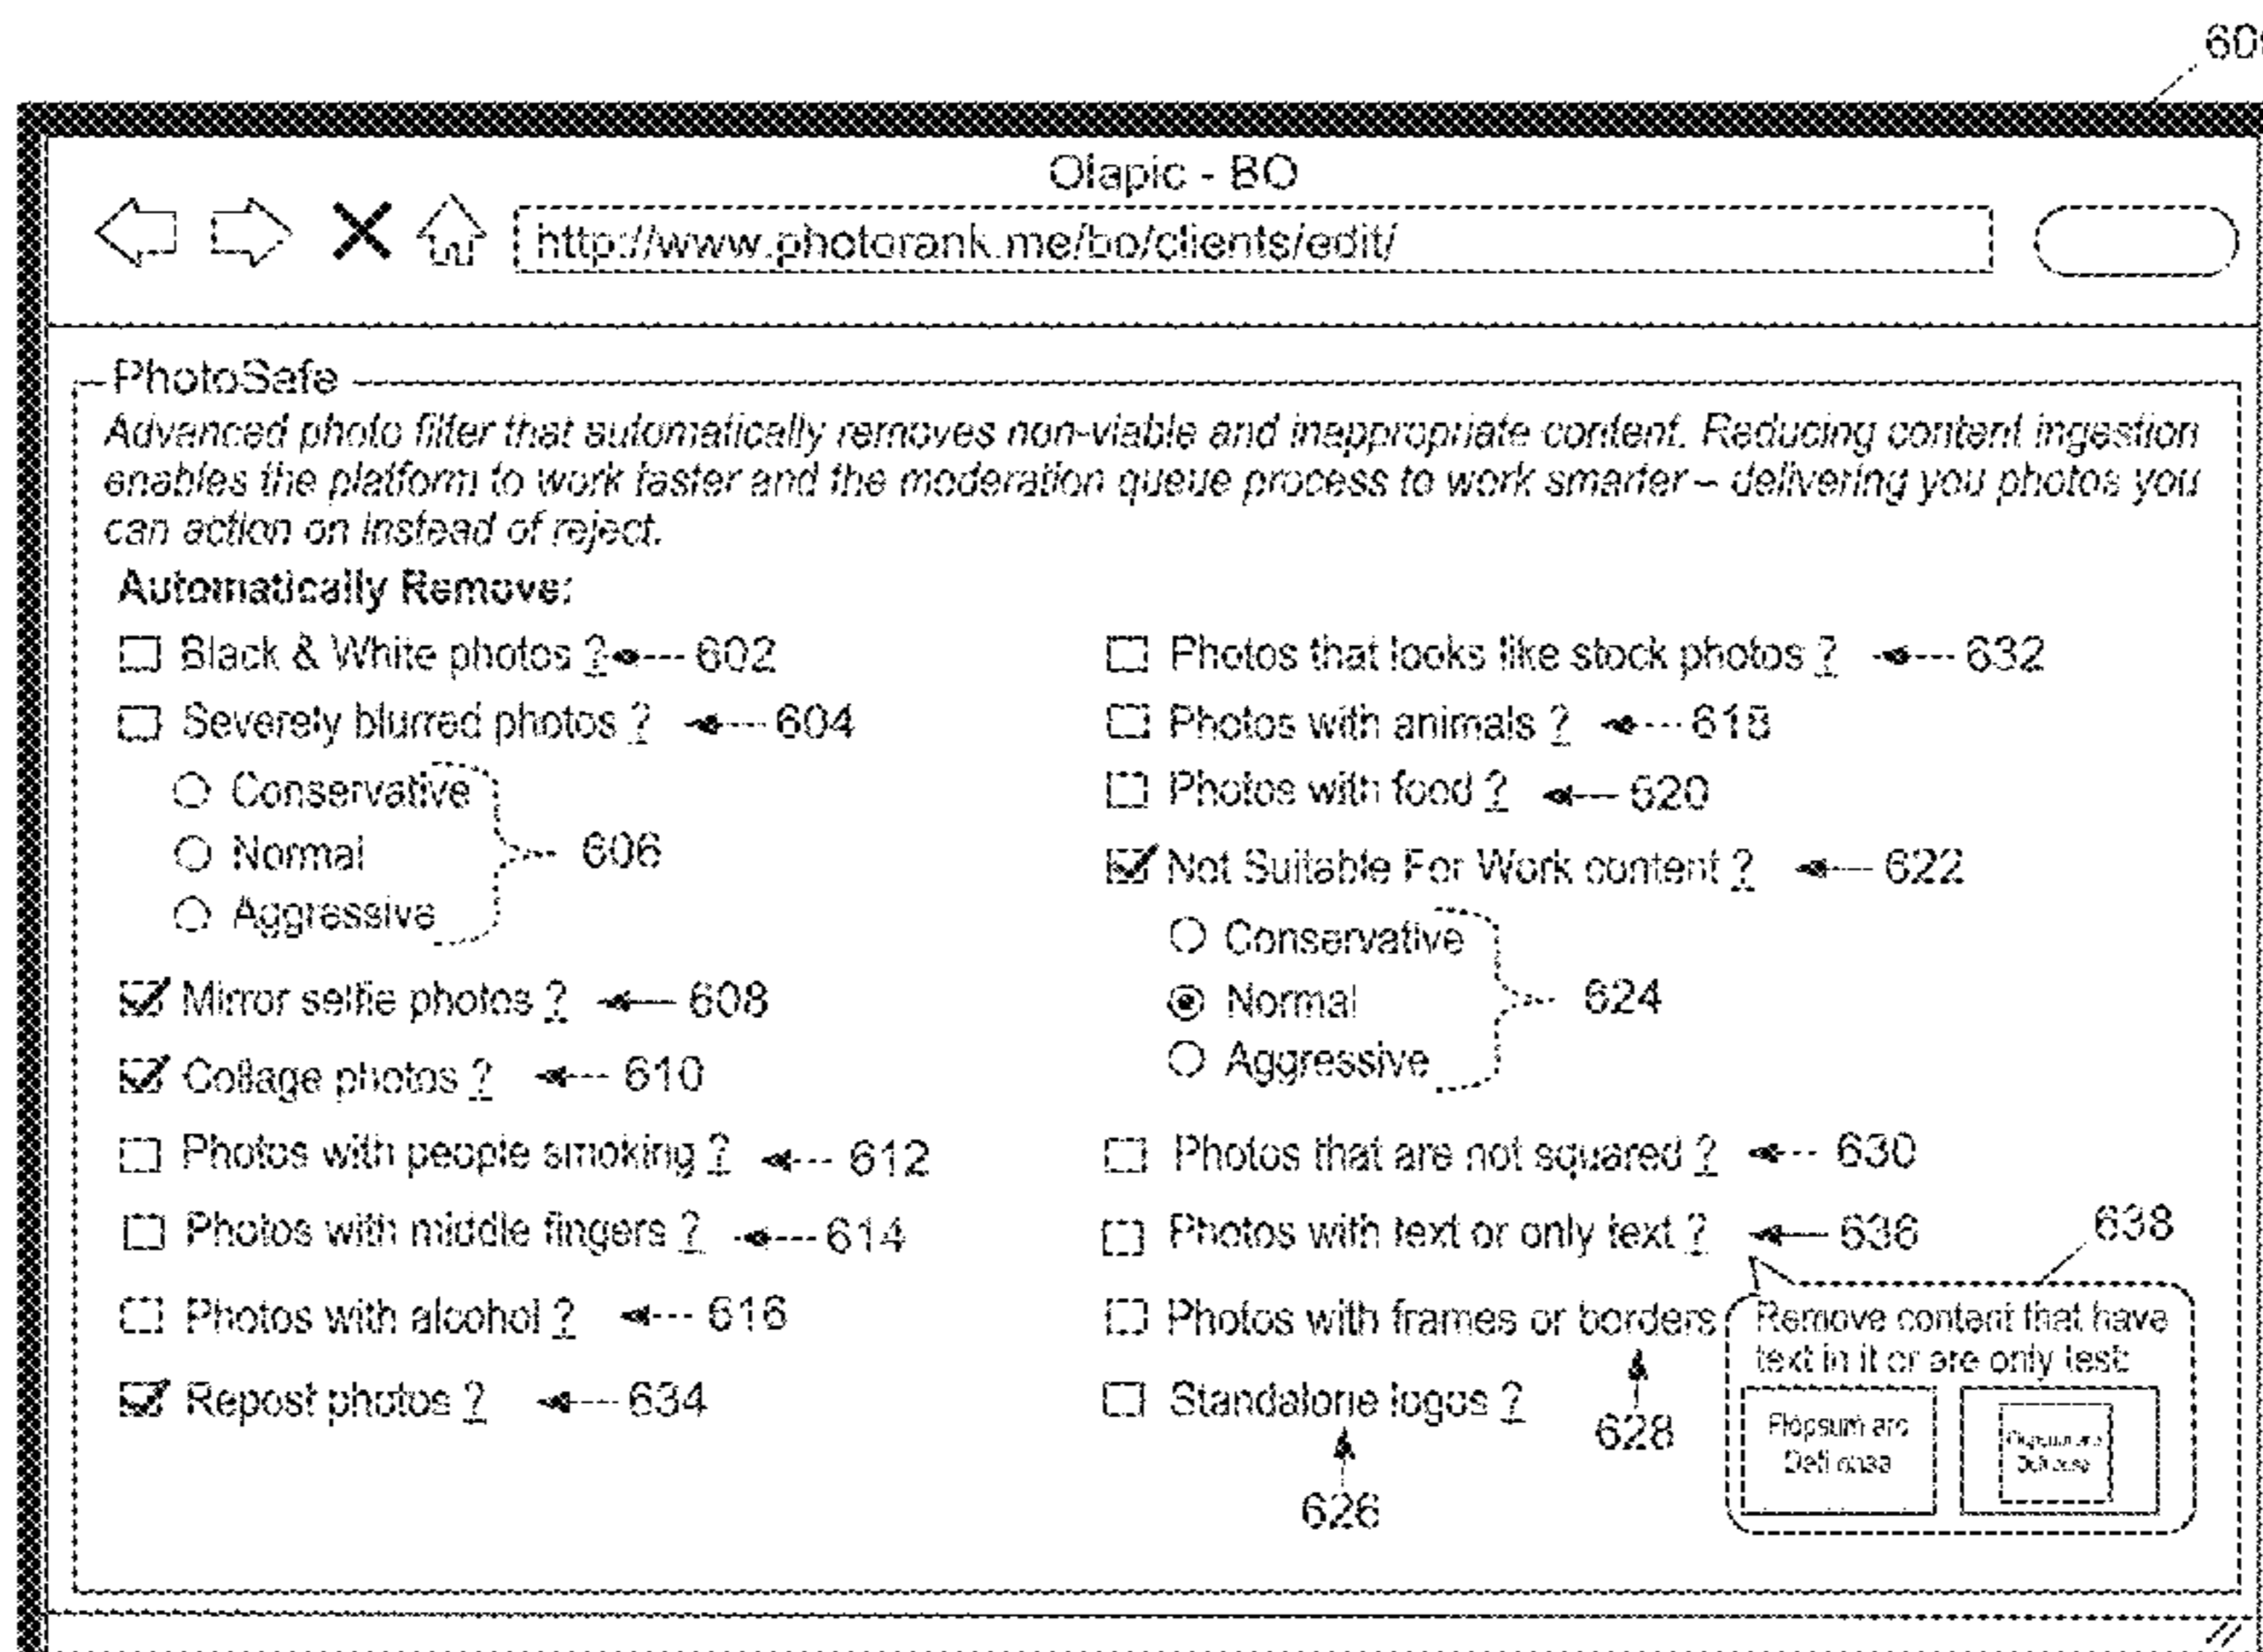 Olapic - BO
http://www.photorank.me/bo/clients/edit/
PhotoSafe
Advanced photo filter that automatically removes non-viable and inappropriate content. Reducing content ingestion
enables the platform to work faster and the moderation queue process to work smarter – delivering you photos you
can action on instead of reject.
Automatically Remove:
Black & White photos ? 602
Severely blurred photos ? 604
Conservative
Normal 606
Aggressive
Mirror selfie photos ? 608
Collage photos ? 610
Photos with people smoking ? 612
Photos with middle fingers ? 614
Photos with alcohol ? 616
Repost photos ? 634
Photos that looks like stock photos ? 632
Photos with animals ? 618
Photos with food ? 620
Not Suitable For Work content ? 622
Conservative
Normal 624
Aggressive
Photos that are not squared ? 630
Photos with text or only text ? 636
638
Photos with frames or borders
628
Standalone logos ?
626
Remove content that have
text in it or are only